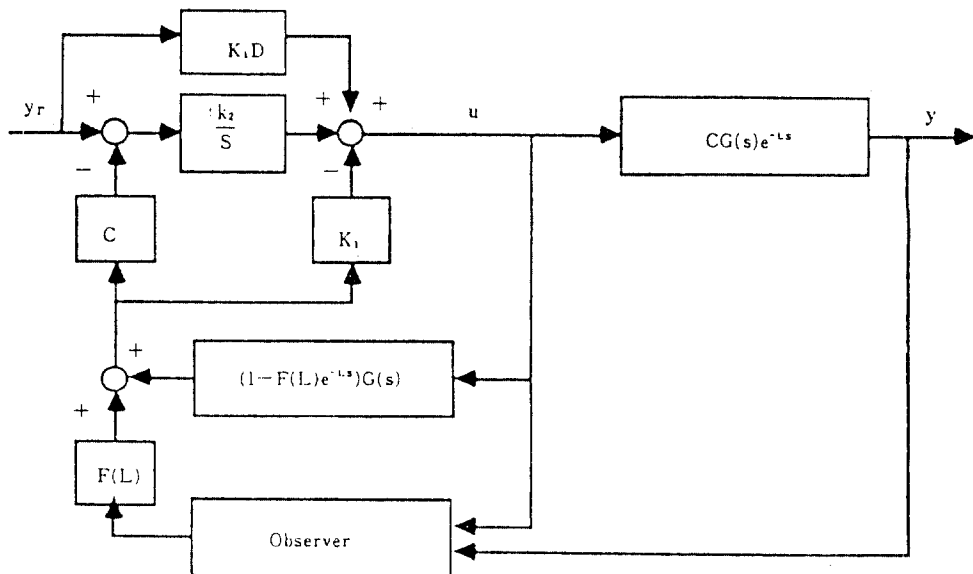 K₁D
yr
+
k₂
S
+
+
u
CG(s)e⁻ᴸˢ
y
−
−
C
K₁
+
(1−F(L)e⁻ᴸˢ)G(s)
+
F(L)
Observer